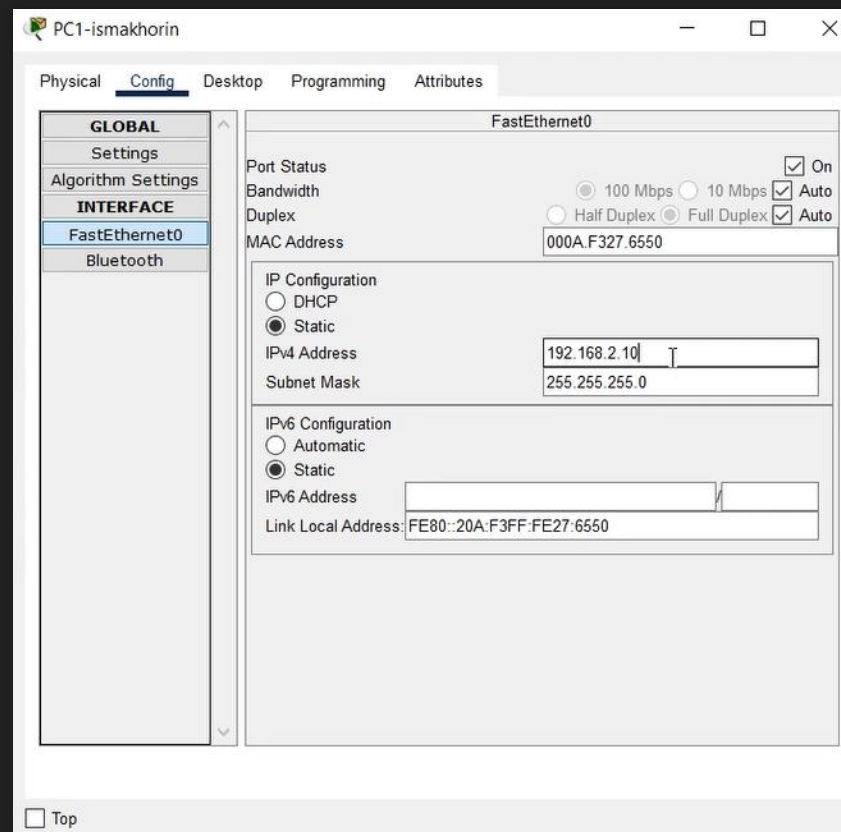 PC1-ismakhorin
Physical Config Desktop Programming Attributes
GLOBAL
Settings
Algorithm Settings
INTERFACE
FastEthernet0
Bluetooth
FastEthernet0
Port Status On
Bandwidth 100 Mbps 10 Mbps Auto
Duplex Half Duplex Full Duplex Auto
MAC Address 000A.F327.6550
IP Configuration
DHCP
Static
IPv4 Address 192.168.2.10
Subnet Mask 255.255.255.0
IPv6 Configuration
Automatic
Static
IPv6 Address /
Link Local Address: FE80::20A:F3FF:FE27:6550
Top